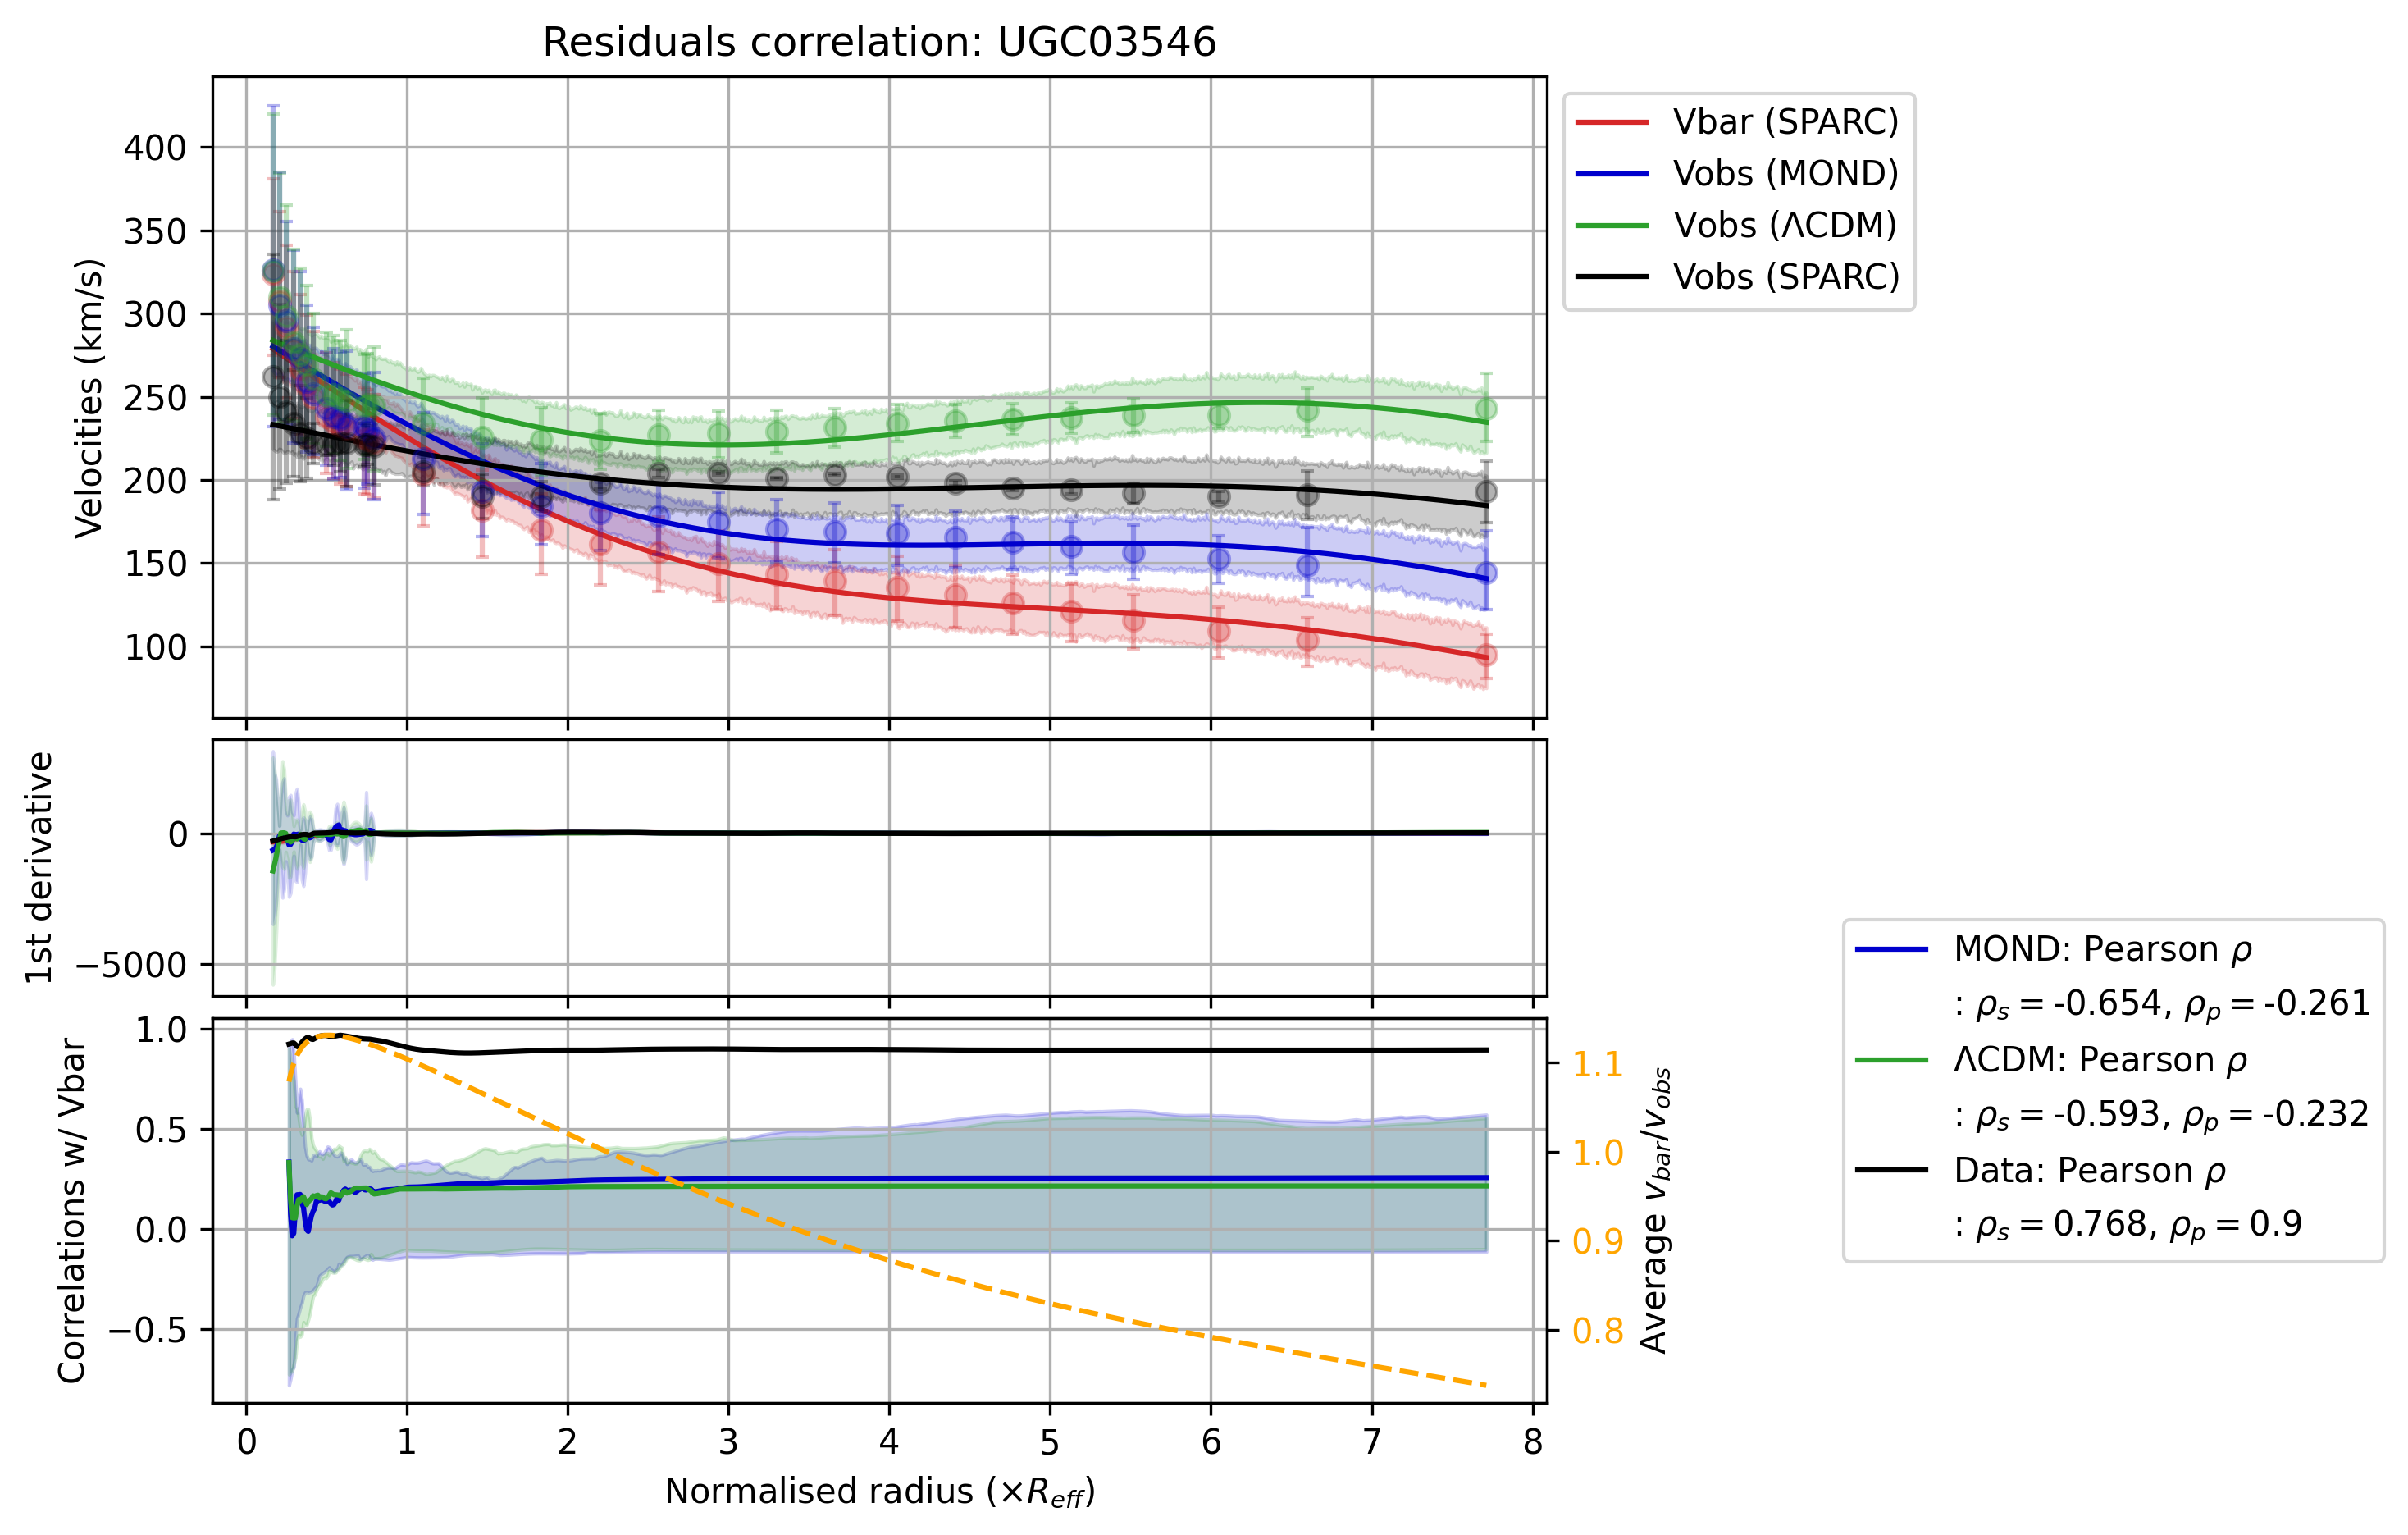 Residuals correlation: UGC03546
Velocities (km/s)
400
350
300
250
200
150
100
Vbar (SPARC)
Vobs (MOND)
Vobs (ΛCDM)
Vobs (SPARC)
1st derivative
0
−5000
Correlations w/ Vbar
1.0
0.5
0.0
−0.5
1.1
1.0
0.9
0.8
Average v_bar/v_obs
MOND: Pearson ρ
: ρ_s = -0.654, ρ_p = -0.261
ΛCDM: Pearson ρ
: ρ_s = -0.593, ρ_p = -0.232
Data: Pearson ρ
: ρ_s = 0.768, ρ_p = 0.9
0 1 2 3 4 5 6 7 8
Normalised radius (×R_eff)